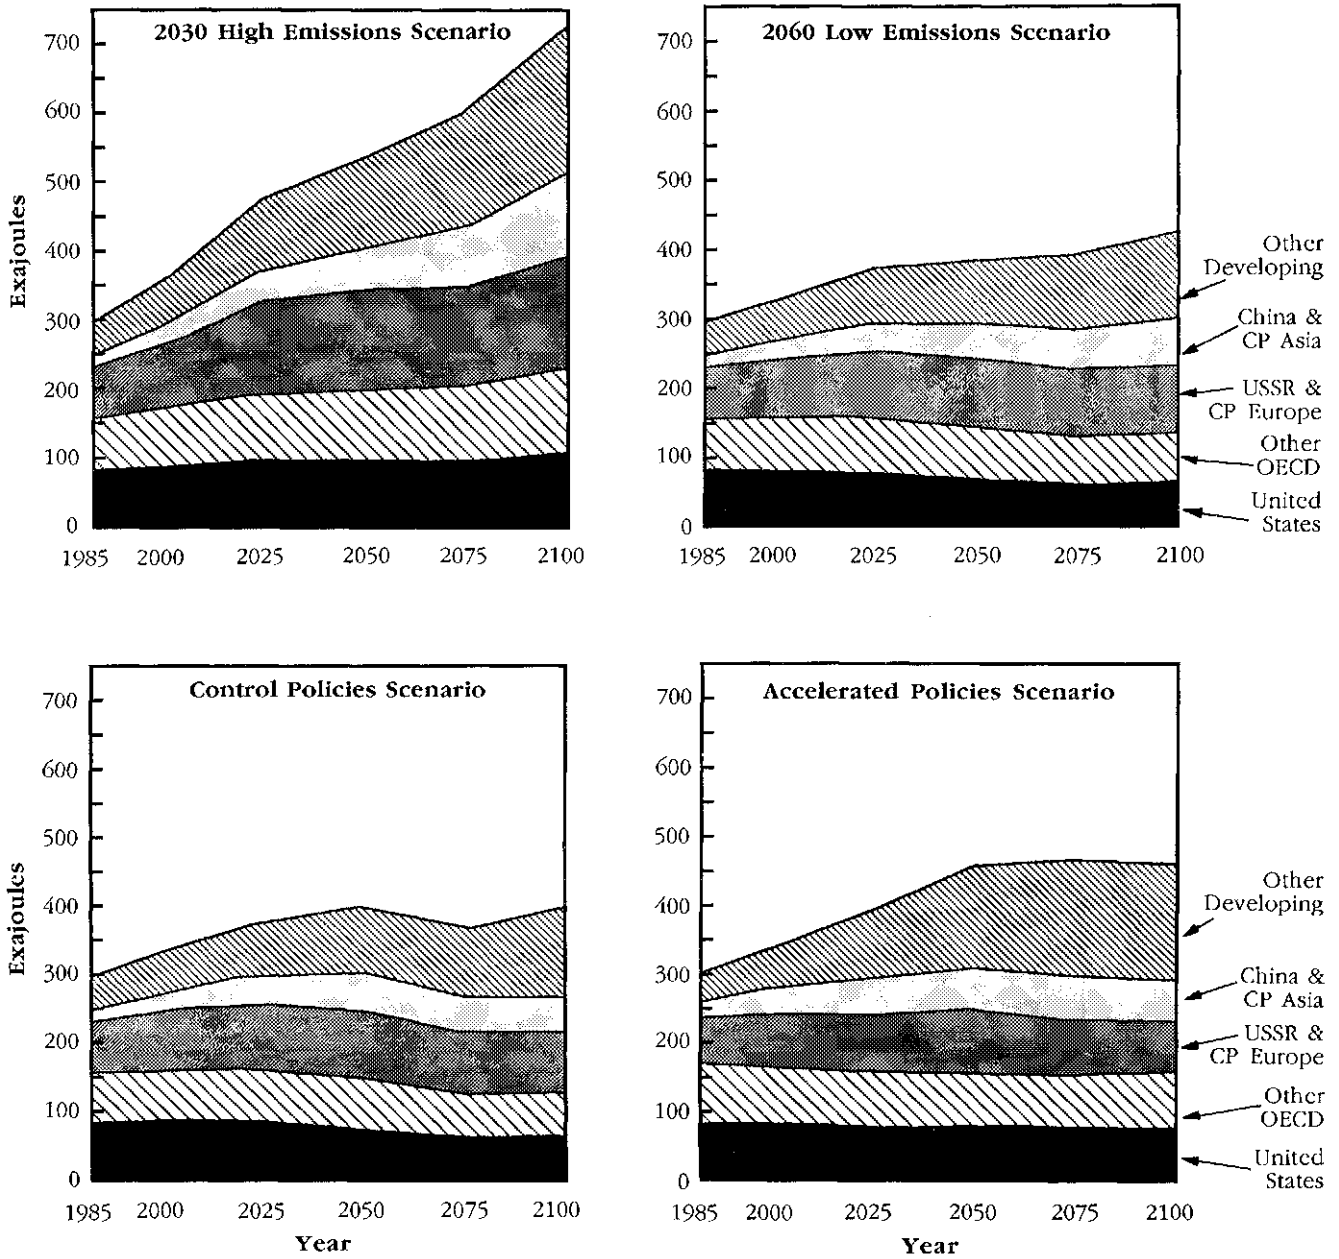 2030 High Emissions Scenario
700
600
500
400
300
200
100
0
Exajoules
1985 2000 2025 2050 2075 2100
2060 Low Emissions Scenario
700
600
500
400
300
200
100
0
1985 2000 2025 2050 2075 2100
Other
Developing
China &
CP Asia
USSR &
CP Europe
Other
OECD
United
States
Control Policies Scenario
700
600
500
400
300
200
100
0
Exajoules
1985 2000 2025 2050 2075 2100
Year
Accelerated Policies Scenario
700
600
500
400
300
200
100
0
1985 2000 2025 2050 2075 2100
Year
Other
Developing
China &
CP Asia
USSR &
CP Europe
Other
OECD
United
States